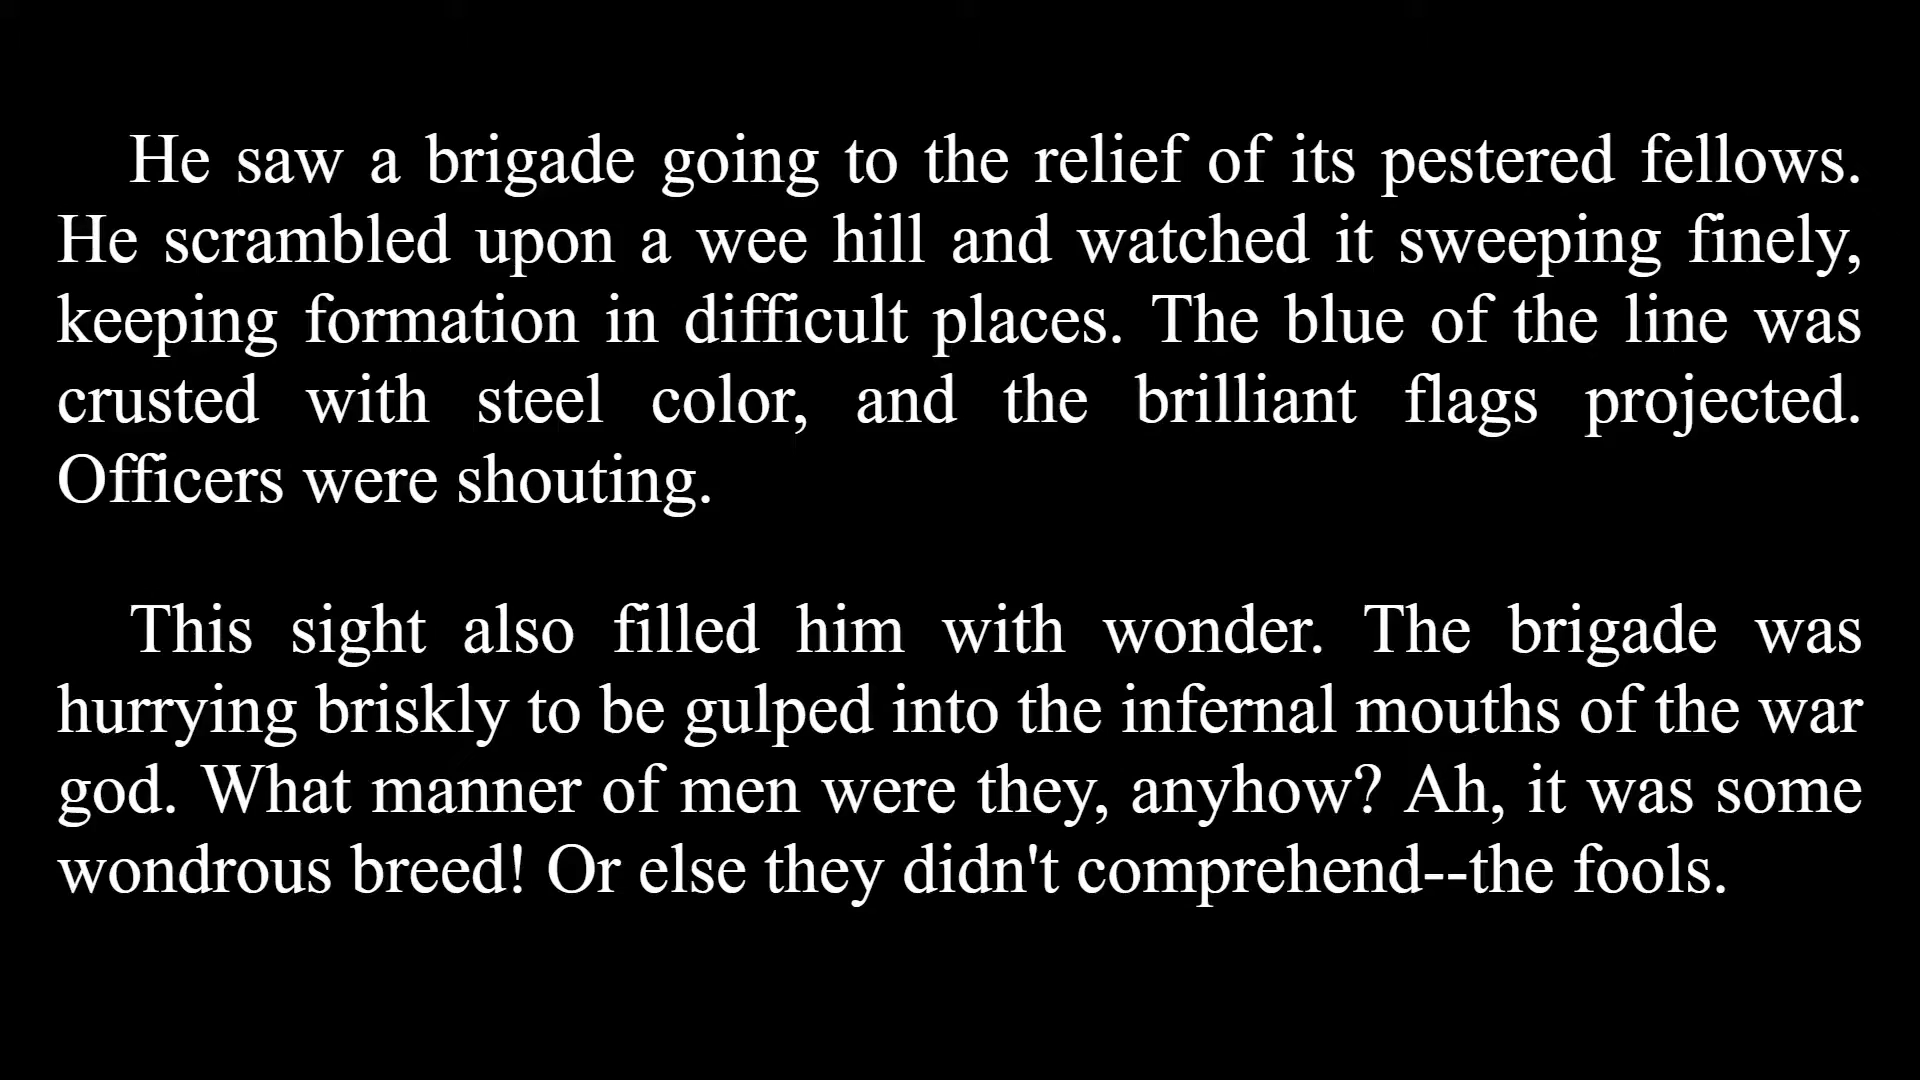 He saw a brigade going to the relief of its pestered fellows.
He scrambled upon a wee hill and watched it sweeping finely,
keeping formation in difficult places. The blue of the line was
crusted with steel color, and the brilliant flags projected.
Officers were shouting.
This sight also filled him with wonder. The brigade was
hurrying briskly to be gulped into the infernal mouths of the war
god. What manner of men were they, anyhow? Ah, it was some
wondrous breed! Or else they didn't comprehend--the fools.